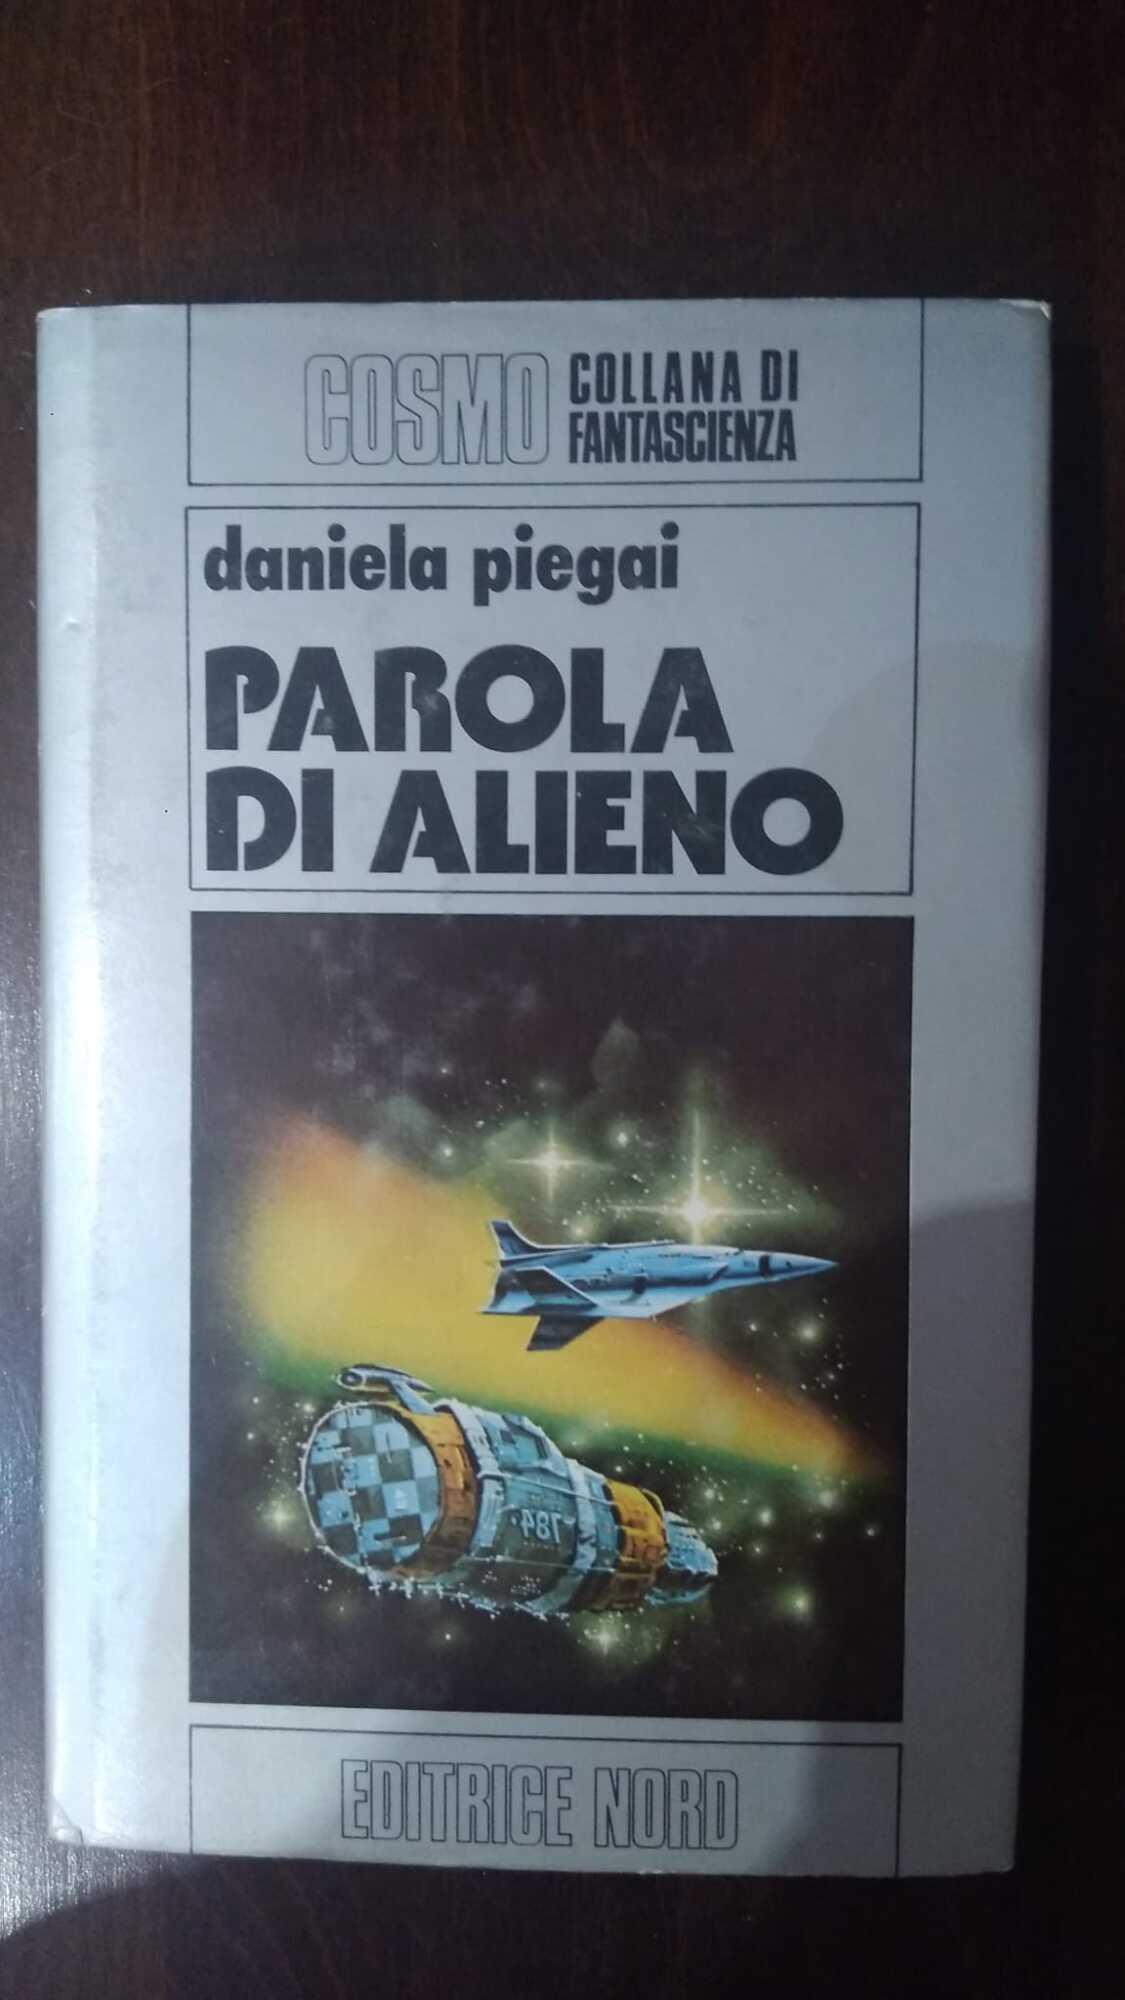 COSMO COLLANA DI
FANTASCIENZA
daniela piegai
PAROLA
DI ALIENO
784
EDITRICE NORD